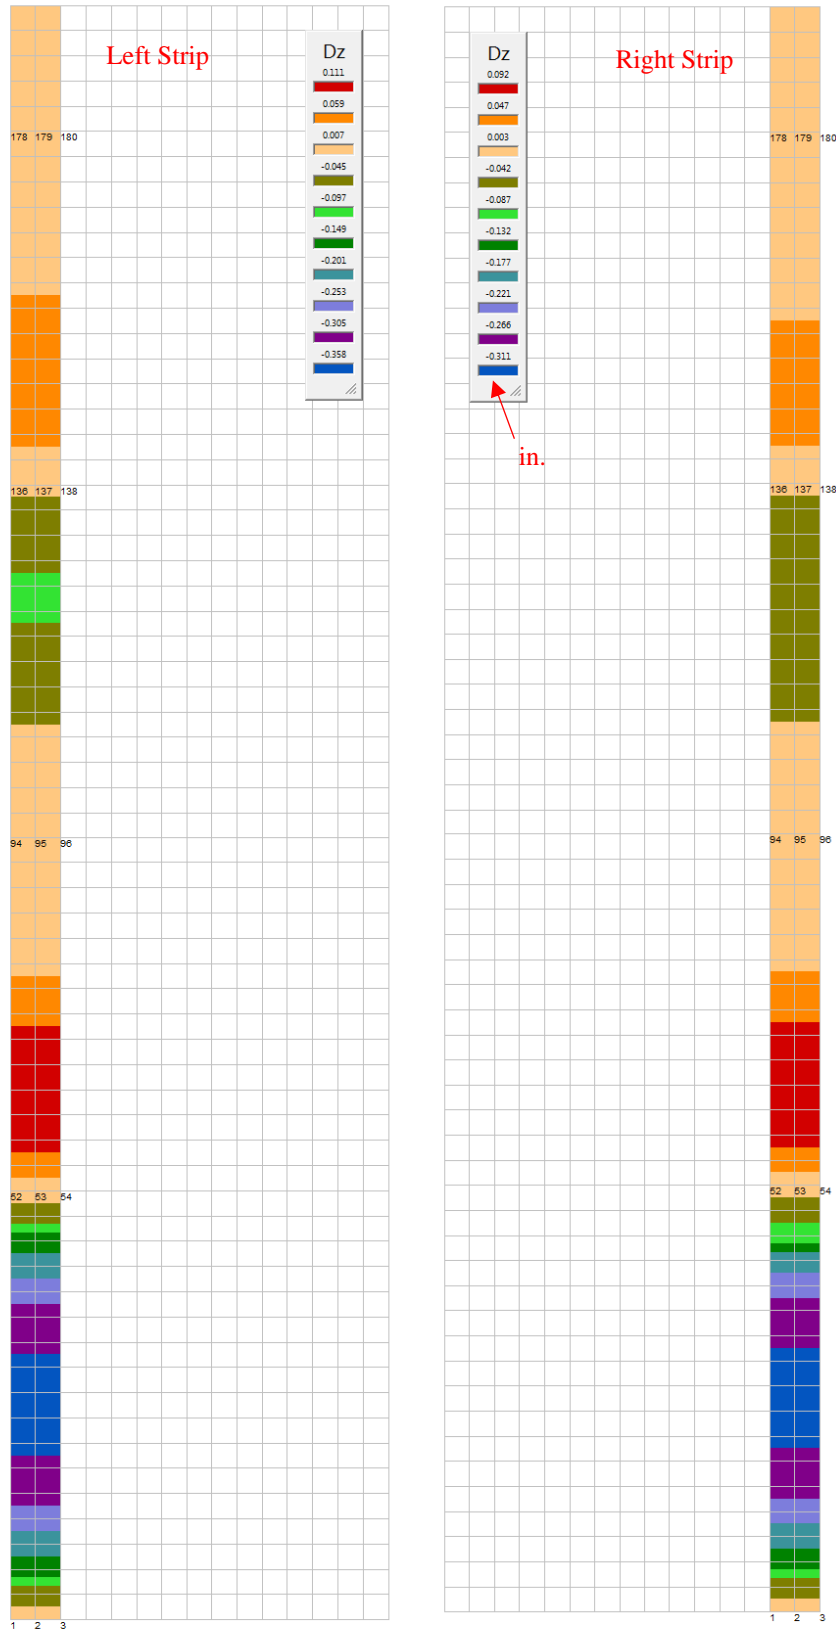 Left Strip
Dz
0.111
0.059
0.007
-0.045
-0.097
-0.149
-0.201
-0.253
-0.305
-0.358
178 179 180
136 137 138
94 95 96
52 53 54
1 2 3
Right Strip
Dz
0.092
0.047
0.003
-0.042
-0.087
-0.132
-0.177
-0.221
-0.266
-0.311
in.
178 179 180
136 137 138
94 95 96
52 53 54
1 2 3